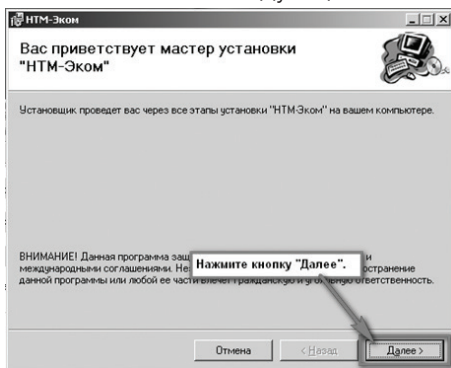 НТМ-Эком
Вас приветствует мастер установки
"НТМ-Эком"
Установщик проведет вас через все этапы установки "НТМ-Эком" на вашем компьютере.
ВНИМАНИЕ! Данная программа защ и
Нажмите кнопку "Далее".
международными соглашениями. Не остранение
данной программы или любой ее части влечет гражданскую и уголовную ответственность.
Отмена
< Назад
Далее >